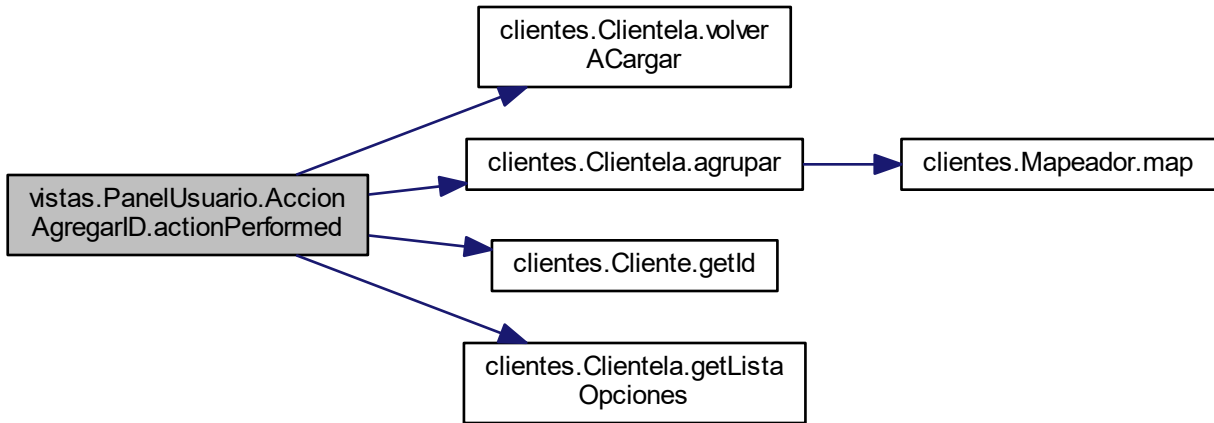 clientes.Clientela.volver
ACargar
clientes.Clientela.agrupar
clientes.Mapeador.map
vistas.PanelUsuario.Accion
AgregarID.actionPerformed
clientes.Cliente.getId
clientes.Clientela.getLista
Opciones